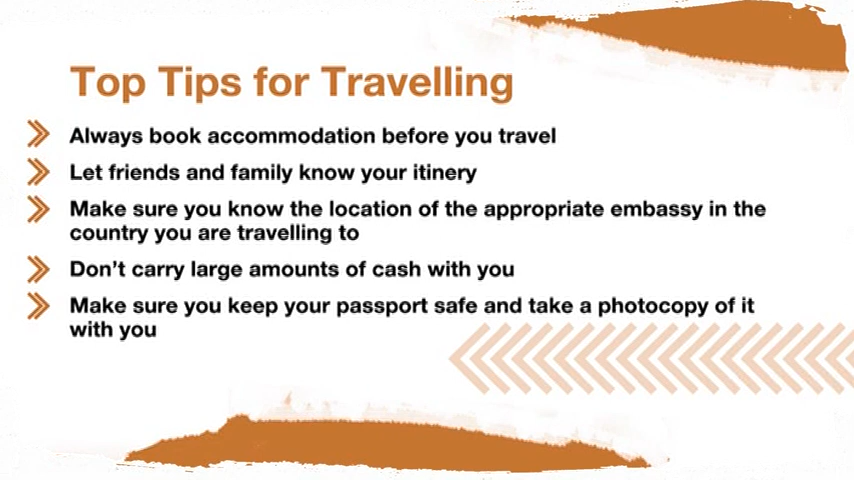 Top Tips for Travelling
Always book accommodation before you travel
Let friends and family know your itinery
Make sure you know the location of the appropriate embassy in the
country you are travelling to
Don't carry large amounts of cash with you
Make sure you keep your passport safe and take a photocopy of it
with you